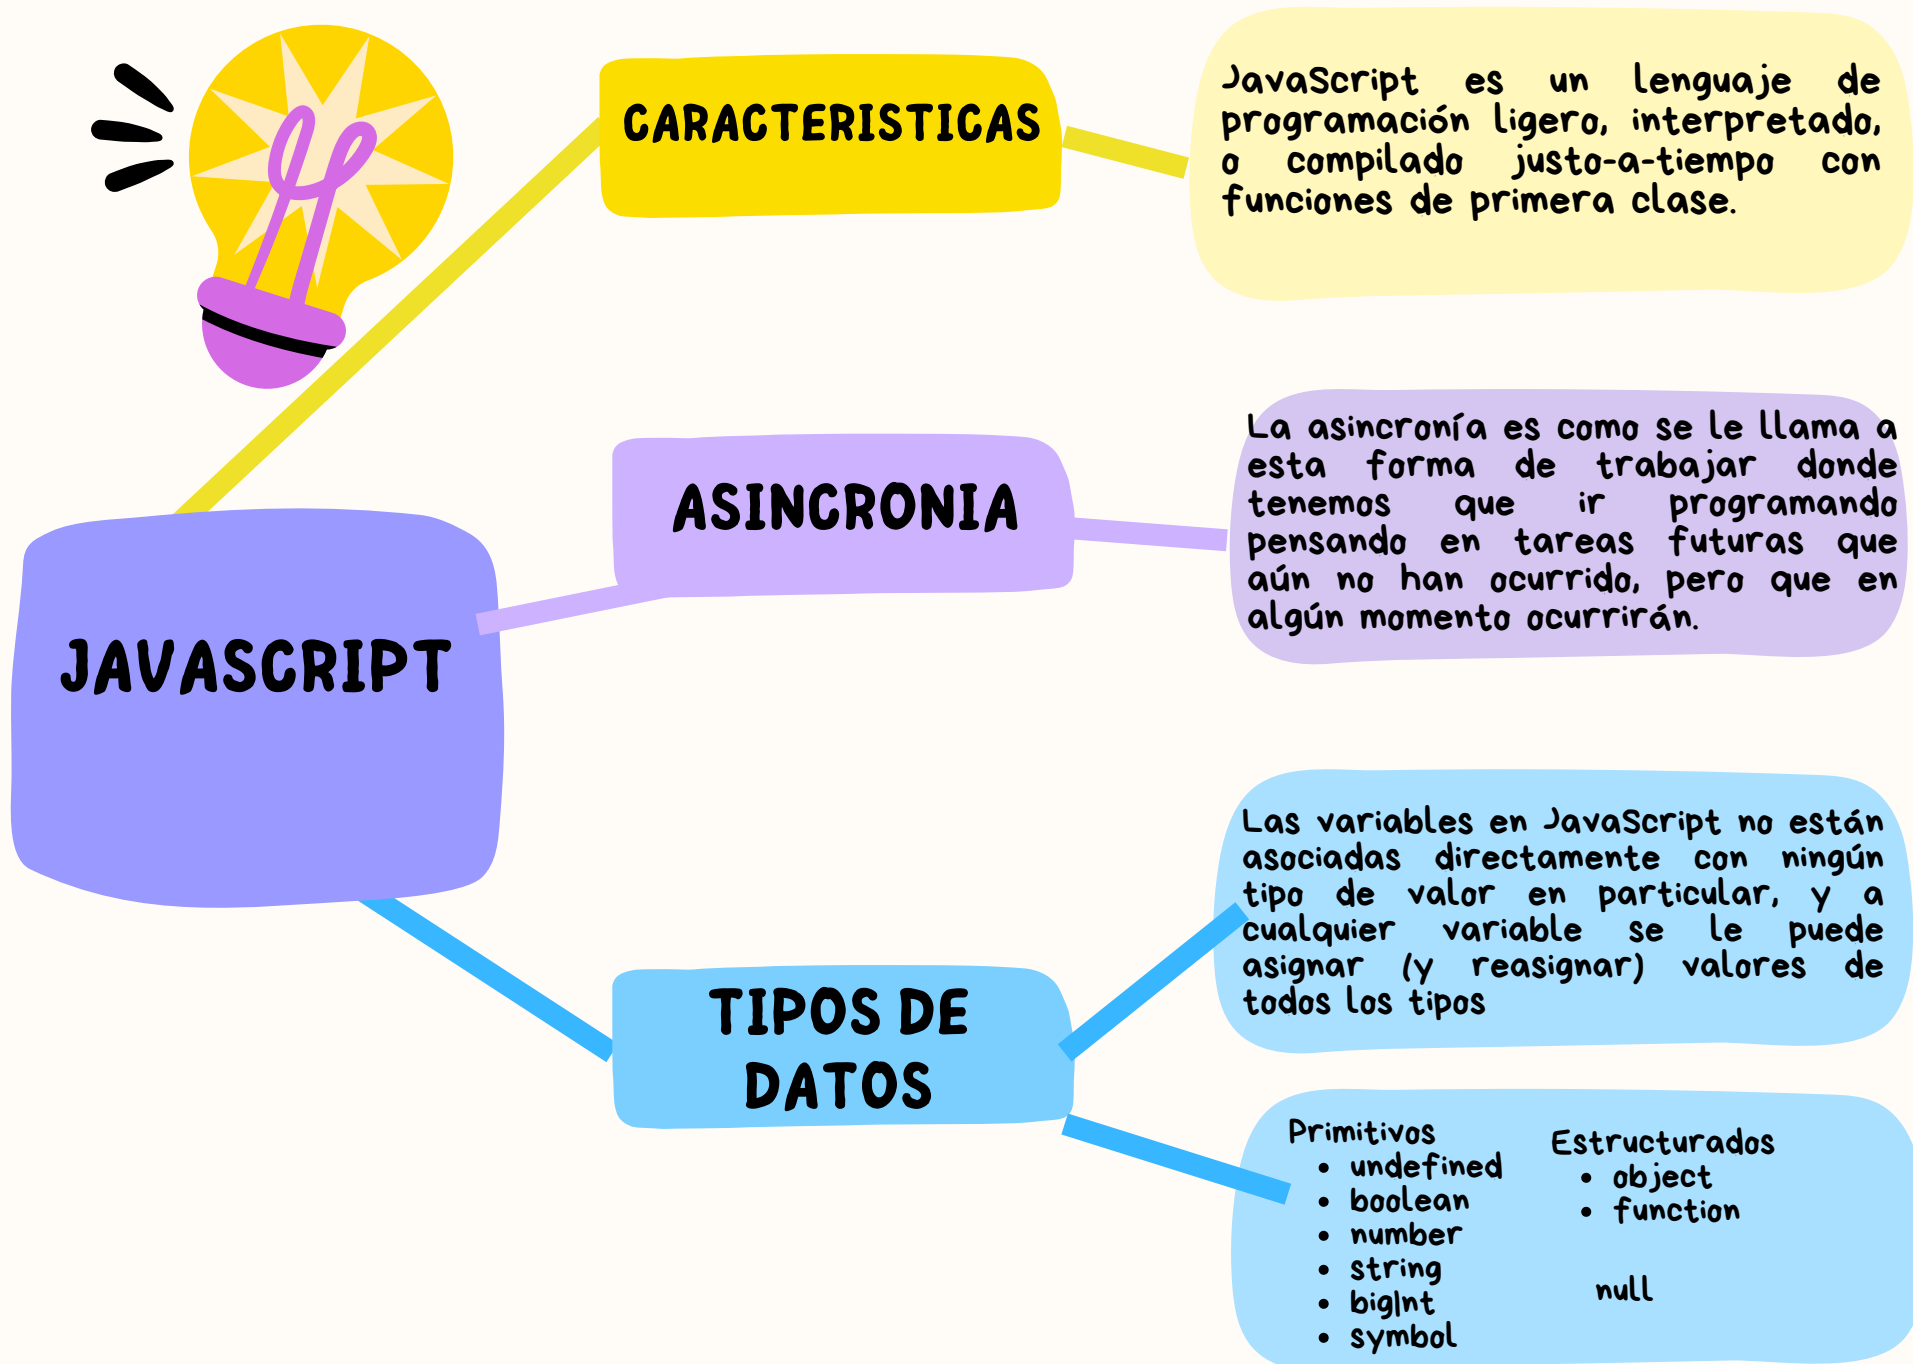 CARACTERISTICAS
JavaScript es un lenguaje de
programación ligero, interpretado,
o compilado justo-a-tiempo con
funciones de primera clase.
ASINCRONIA
La asincronía es como se le llama a
esta forma de trabajar donde
tenemos que ir programando
pensando en tareas futuras que
aún no han ocurrido, pero que en
algún momento ocurrirán.
JAVASCRIPT
TIPOS DE
DATOS
Las variables en JavaScript no están
asociadas directamente con ningún
tipo de valor en particular, y a
cualquier variable se le puede
asignar (y reasignar) valores de
todos los tipos
Primitivos
• undefined
• boolean
• number
• string
• bigInt
• symbol
Estructurados
• object
• function
null